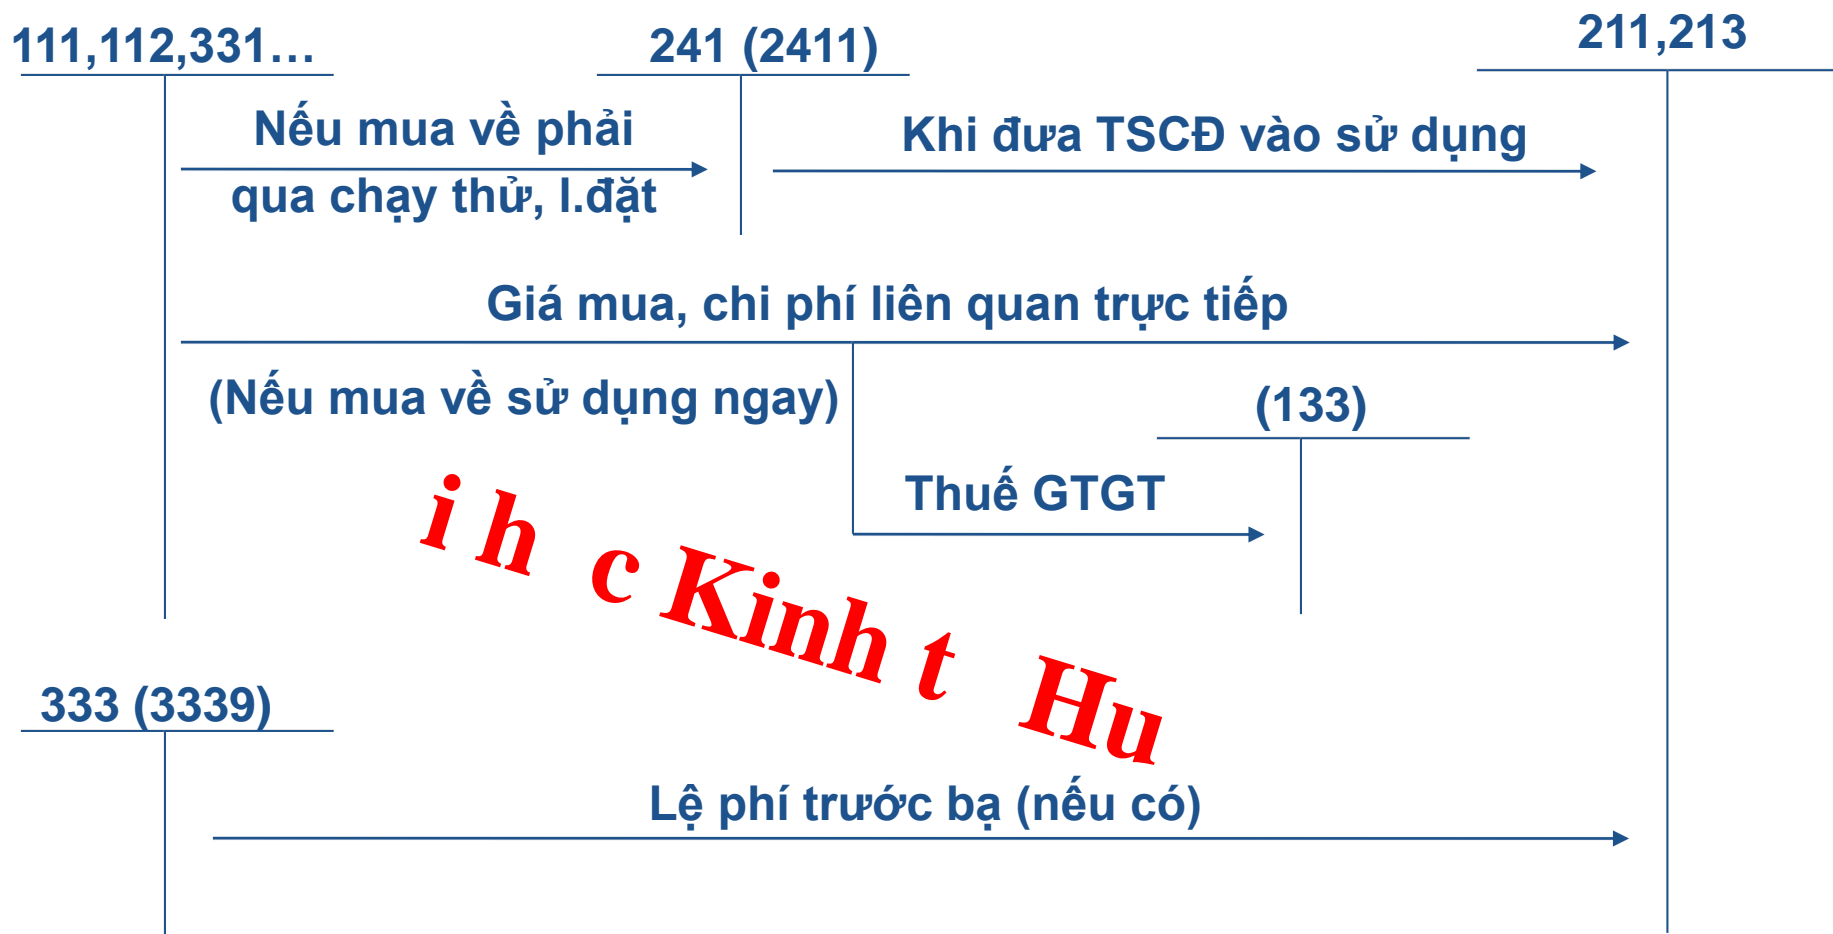 111,112,331…
241 (2411)
211,213
Nếu mua về phải
qua chạy thử, l.đặt
Khi đưa TSCĐ vào sử dụng
Giá mua, chi phí liên quan trực tiếp
(Nếu mua về sử dụng ngay)
(133)
Thuế GTGT
i h c Kinh t Hu
333 (3339)
Lệ phí trước bạ (nếu có)